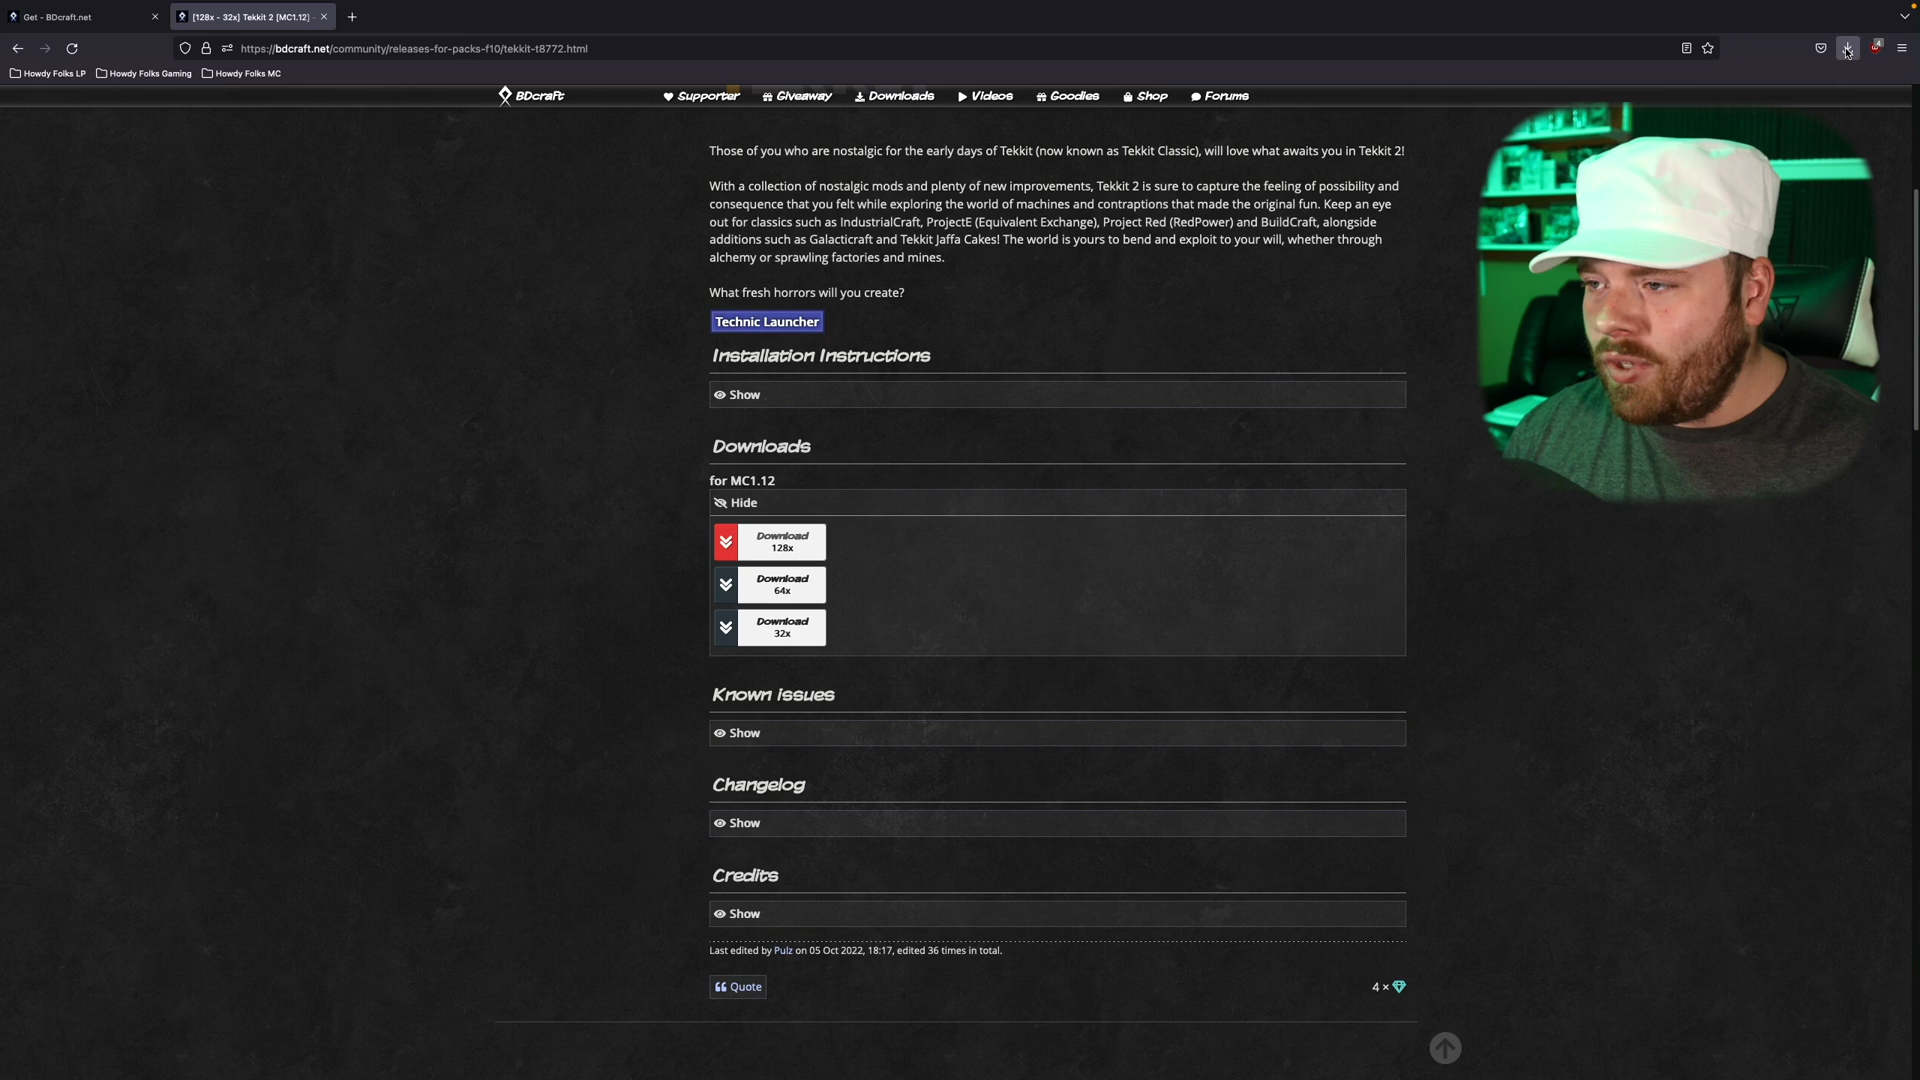 Get - BDcraft.net
[128x - 32x] Tekkit 2 [MC1.12] -
https://bdcraft.net/community/releases-for-packs-f10/tekkit-t8772.html
4
Howdy Folks LP
Howdy Folks Gaming
Howdy Folks MC
BDcraft
Supporter
Giveaway
Downloads
Videos
Goodies
Shop
Forums
Those of you who are nostalgic for the early days of Tekkit (now known as Tekkit Classic), will love what awaits you in Tekkit 2!
With a collection of nostalgic mods and plenty of new improvements, Tekkit 2 is sure to capture the feeling of possibility and
consequence that you felt while exploring the world of machines and contraptions that made the original fun. Keep an eye
out for classics such as IndustrialCraft, ProjectE (Equivalent Exchange), Project Red (RedPower) and BuildCraft, alongside
additions such as Galacticraft and Tekkit Jaffa Cakes! The world is yours to bend and exploit to your will, whether through
alchemy or sprawling factories and mines.
What fresh horrors will you create?
Technic Launcher
Installation Instructions
Show
Downloads
for MC1.12
Hide
Download
128x
Download
64x
Download
32x
Known issues
Show
Changelog
Show
Credits
Show
Last edited by Pulz on 05 Oct 2022, 18:17, edited 36 times in total.
Quote
4 ×